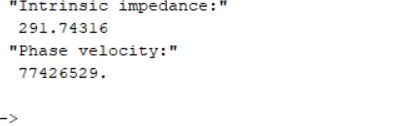 "Intrinsic impedance:"
291.74316
"Phase velocity:"
77426529.
->